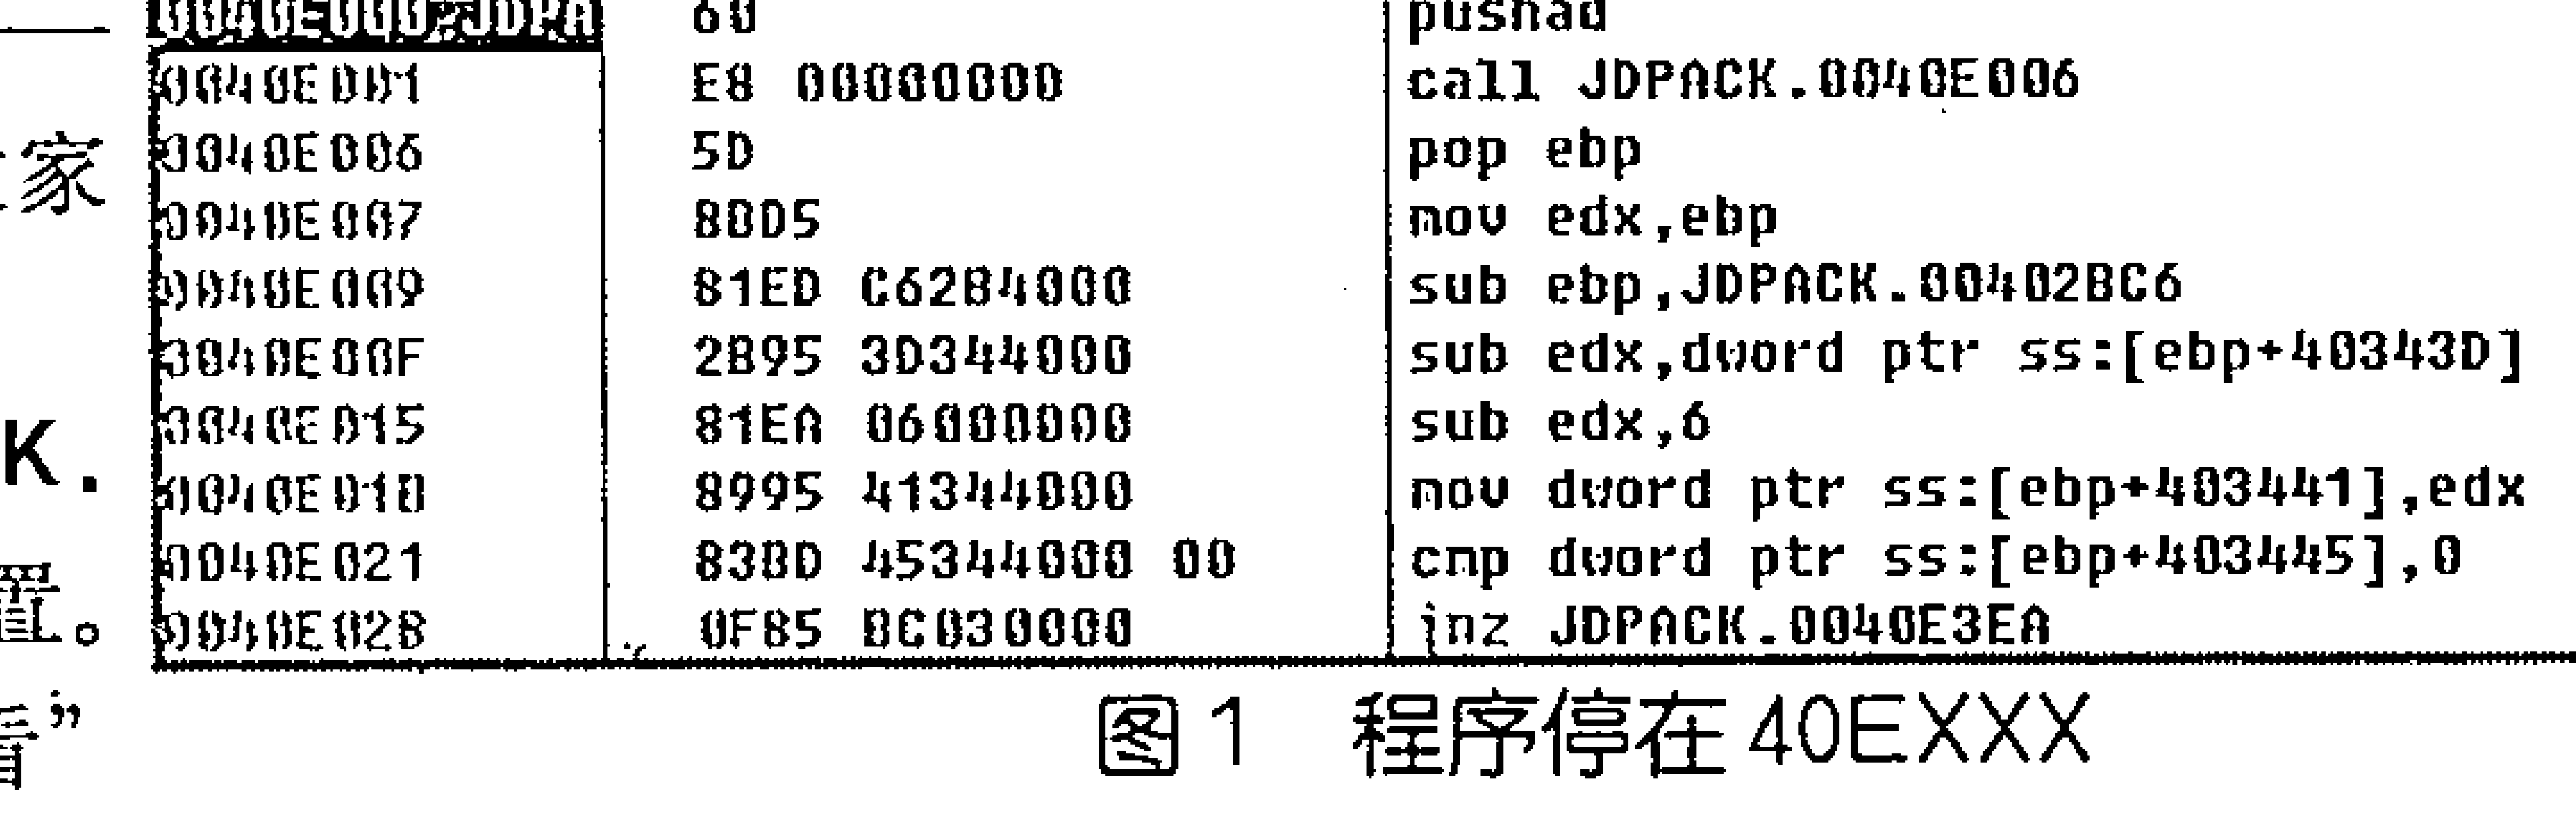 0040E000>JDPA 60 pushad
0040E001 E8 00000000 call JDPACK.0040E006
家
0040E006 5D pop ebp
0040E007 8BD5 mov edx,ebp
0040E009 81ED C62B4000 sub ebp,JDPACK.00402BC6
0040E00F 2B95 3D344000 sub edx,dword ptr ss:[ebp+40343D]
0040E015 81EA 06000000 sub edx,6
K.
0040E01B 8995 41344000 mov dword ptr ss:[ebp+403441],edx
0040E021 83BD 45344000 00 cmp dword ptr ss:[ebp+403445],0
置。
0040E028 0F85 BC030000 jnz JDPACK.0040E3EA
看”
图1 程序停在40EXXX